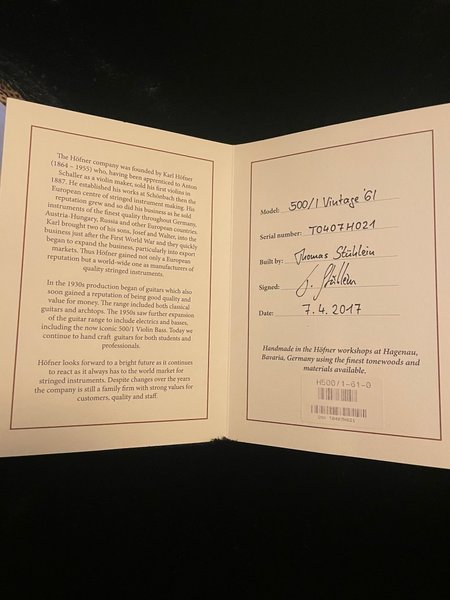 The Höfner company was founded by Karl Höfner
(1864 – 1955) who, having been apprenticed to Anton
Schaller as a violin maker, sold his first violins in
1887. He established his works at Schönbach then the
European centre of stringed instrument making. His
reputation grew and so did his business as he sold
instruments of the finest quality throughout Germany,
Austria-Hungary, Russia and other European countries.
Karl brought two of his sons, Josef and Walter, into the
business just after the First World War and they quickly
began to expand the business, particularly into export
markets. Thus Höfner gained not only a European
reputation but a world-wide one as manufacturers of
quality stringed instruments.
In the 1930s production began of guitars which also
soon gained a reputation of being good quality and
value for money. The range included both classical
guitars and archtops. The 1950s saw further expansion
of the guitar range to include electrics and basses,
including the now iconic 500/1 Violin Bass. Today we
continue to hand craft guitars for both students and
professionals.
Höfner looks forward to a bright future as it continues
to react as it always has to the world market for
stringed instruments. Despite changes over the years
the company is still a family firm with strong values for
customers, quality and staff.
Model: 500/1 Vintage '61
Serial number: T0407H021
Built by: Thomas Stühlein
Signed:
Date: 7.4.2017
Handmade in the Höfner workshops at Hagenau,
Bavaria, Germany using the finest tonewoods and
materials available.
H500/1-61-0